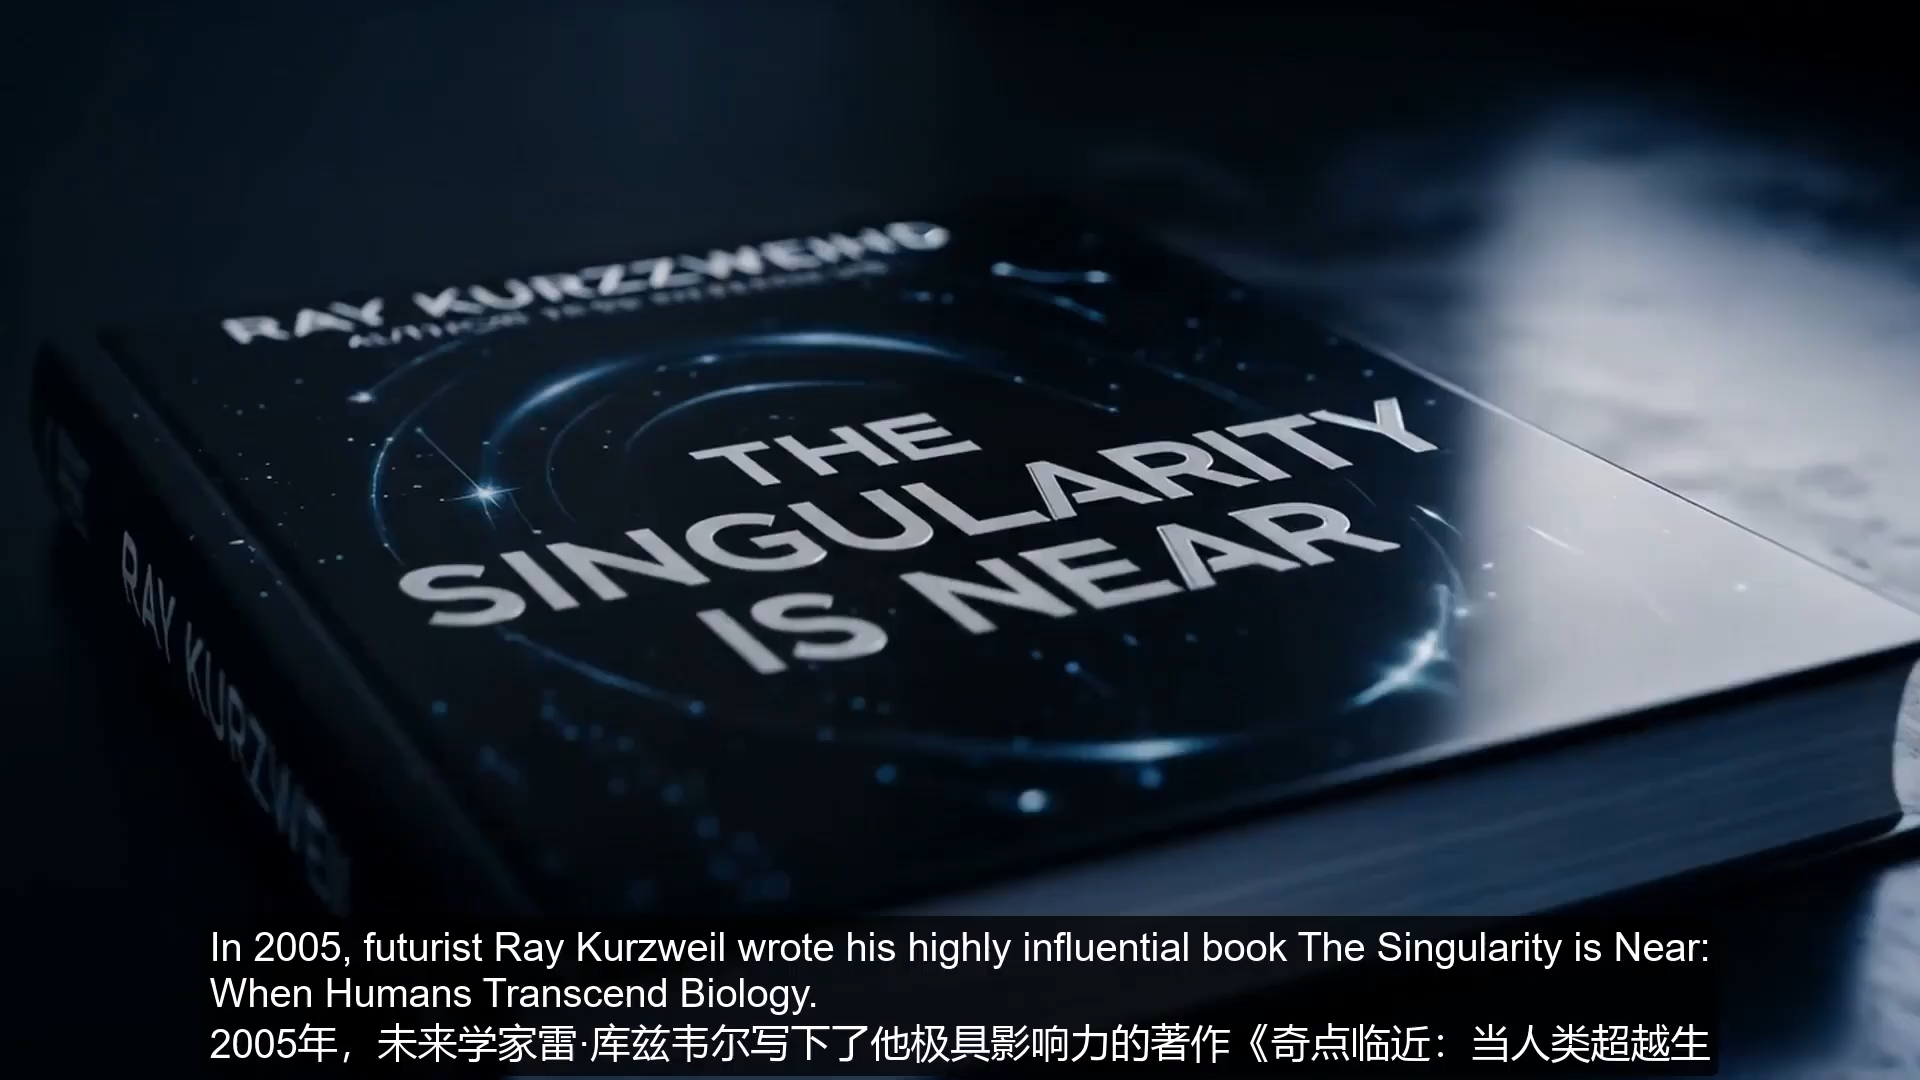 RAY KURZZWEIHD
THE
SINGULARITY
IS NEAR
RAY KURZWEI
In 2005, futurist Ray Kurzweil wrote his highly influential book The Singularity is Near:
When Humans Transcend Biology.
2005年，未来学家雷·库兹韦尔写下了他极具影响力的著作《奇点临近：当人类超越生